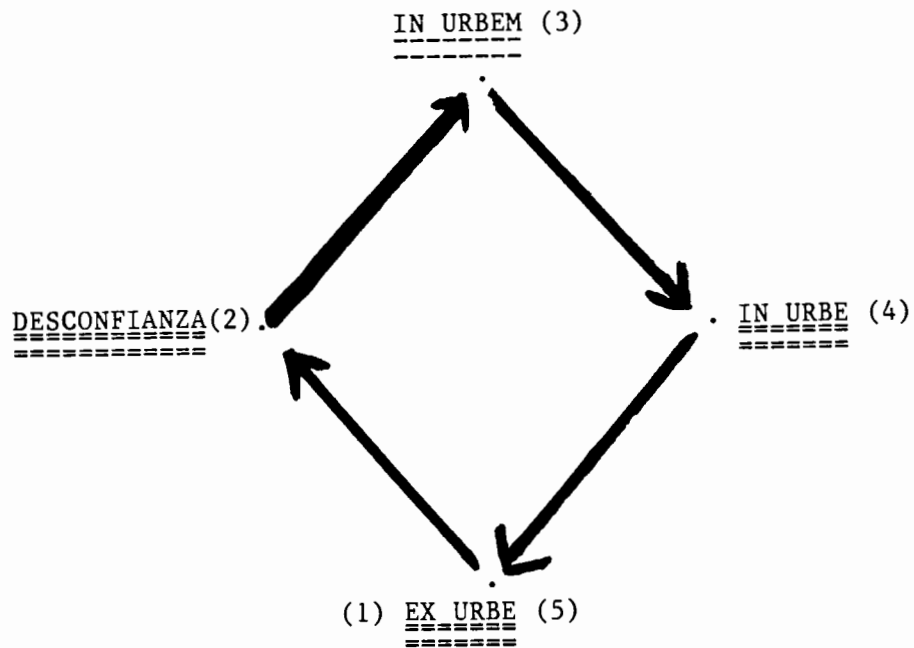 IN URBEM (3)
DESCONFIANZA(2)
IN URBE (4)
(1) EX URBE (5)